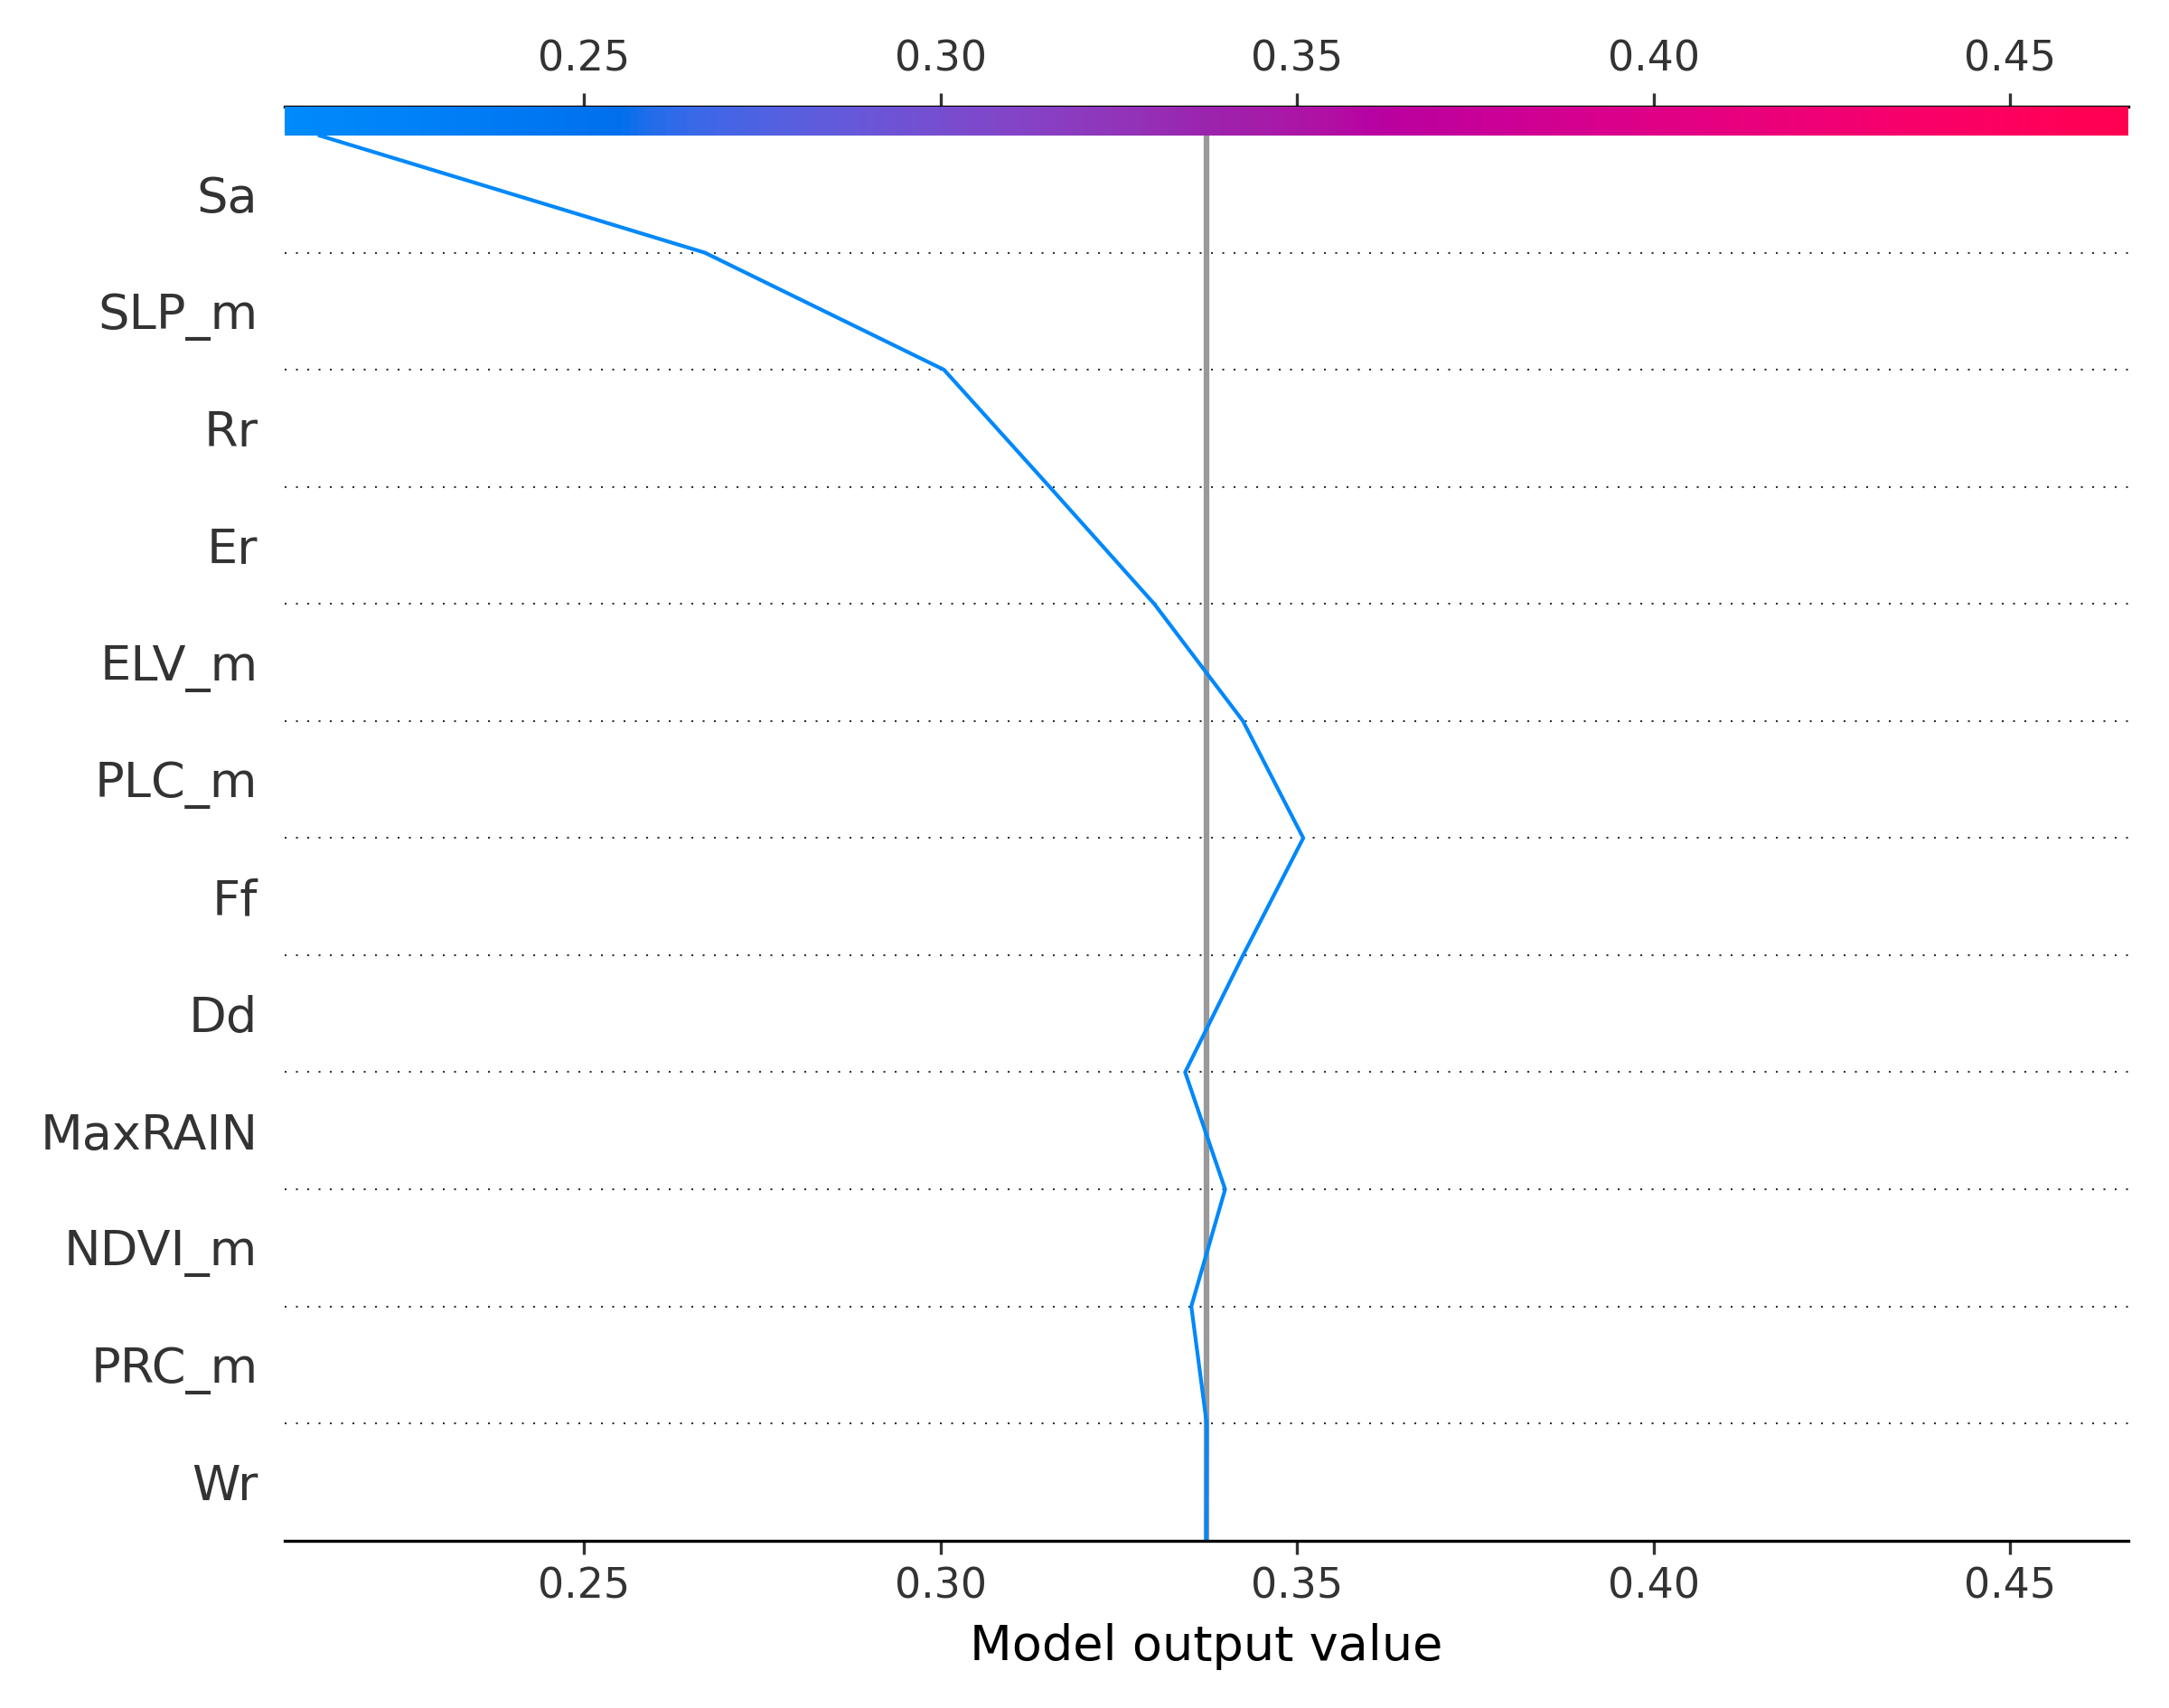 0.25 0.30 0.35 0.40 0.45
Sa
SLP_m
Rr
Er
ELV_m
PLC_m
Ff
Dd
MaxRAIN
NDVI_m
PRC_m
Wr
0.25 0.30 0.35 0.40 0.45
Model output value